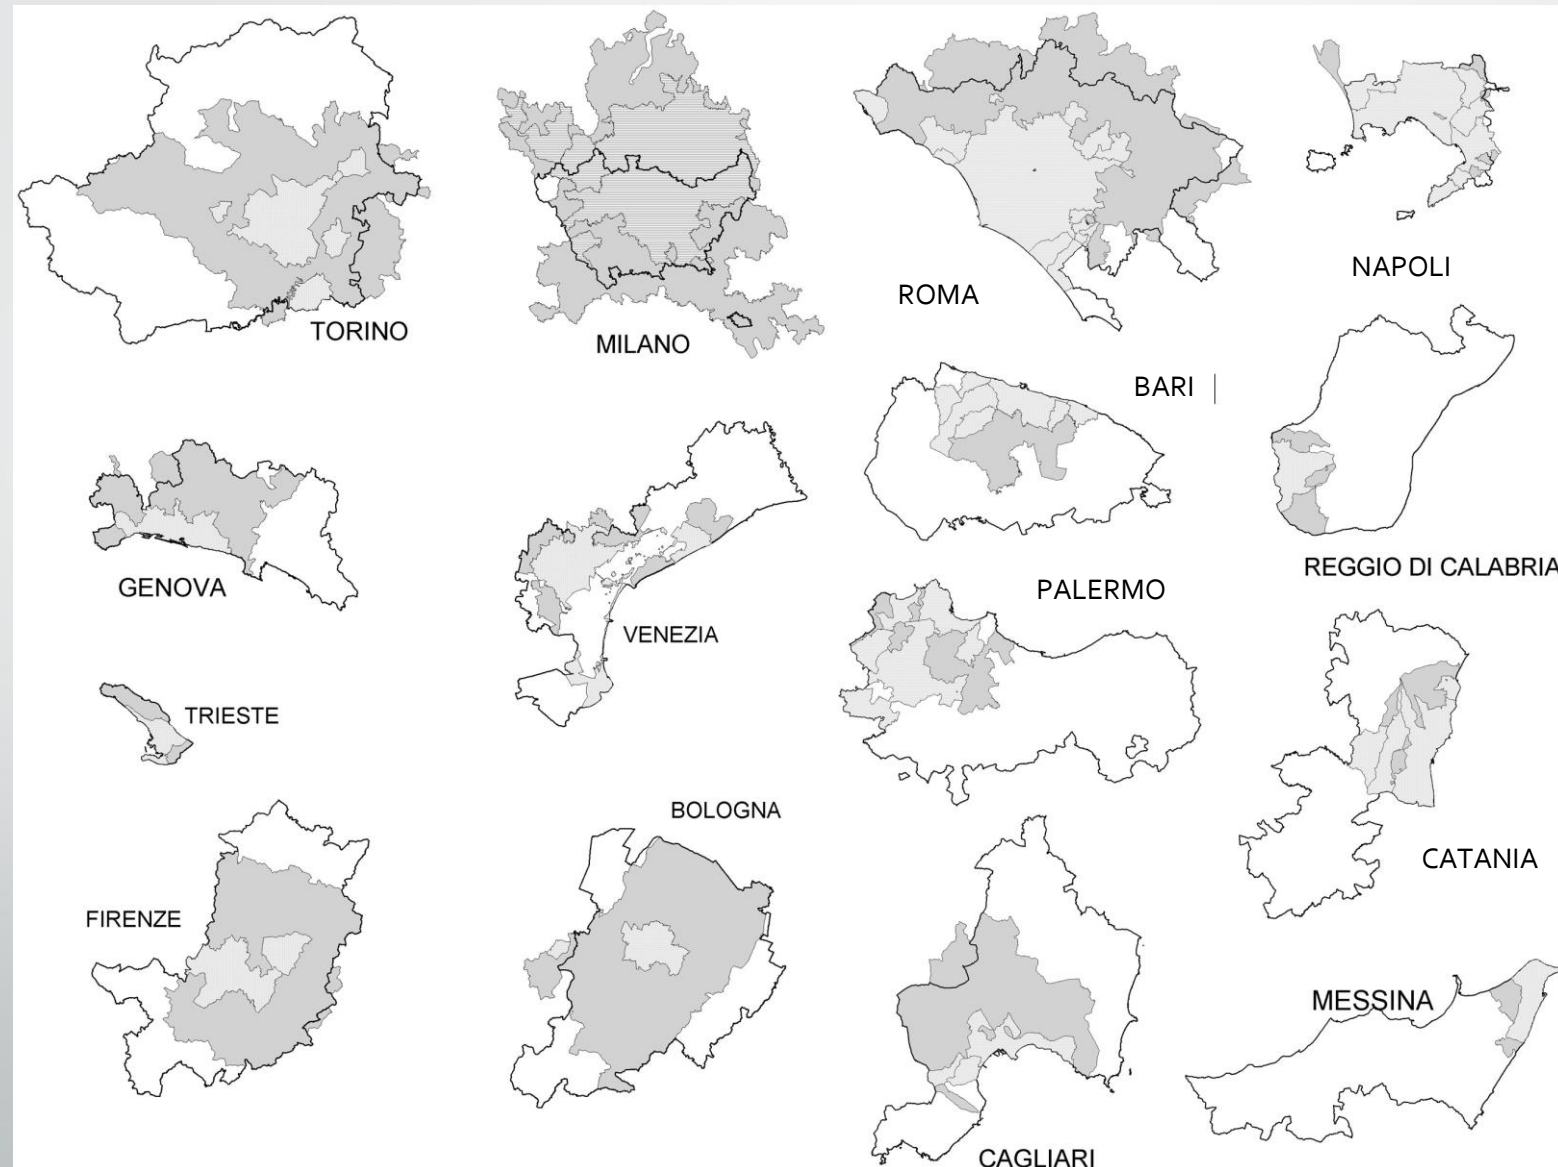 TORINO
MILANO
ROMA
NAPOLI
BARI
GENOVA
VENEZIA
PALERMO
REGGIO DI CALABRIA
TRIESTE
BOLOGNA
CATANIA
FIRENZE
MESSINA
CAGLIARI